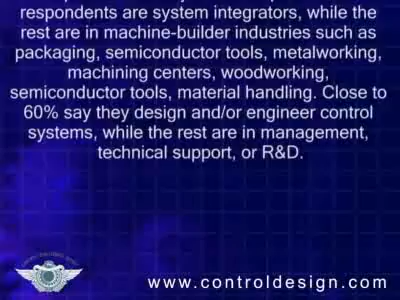 respondents are system integrators, while the
rest are in machine-builder industries such as
packaging, semiconductor tools, metalworking,
machining centers, woodworking,
semiconductor tools, material handling. Close to
60% say they design and/or engineer control
systems, while the rest are in management,
technical support, or R&D.
www.controldesign.com